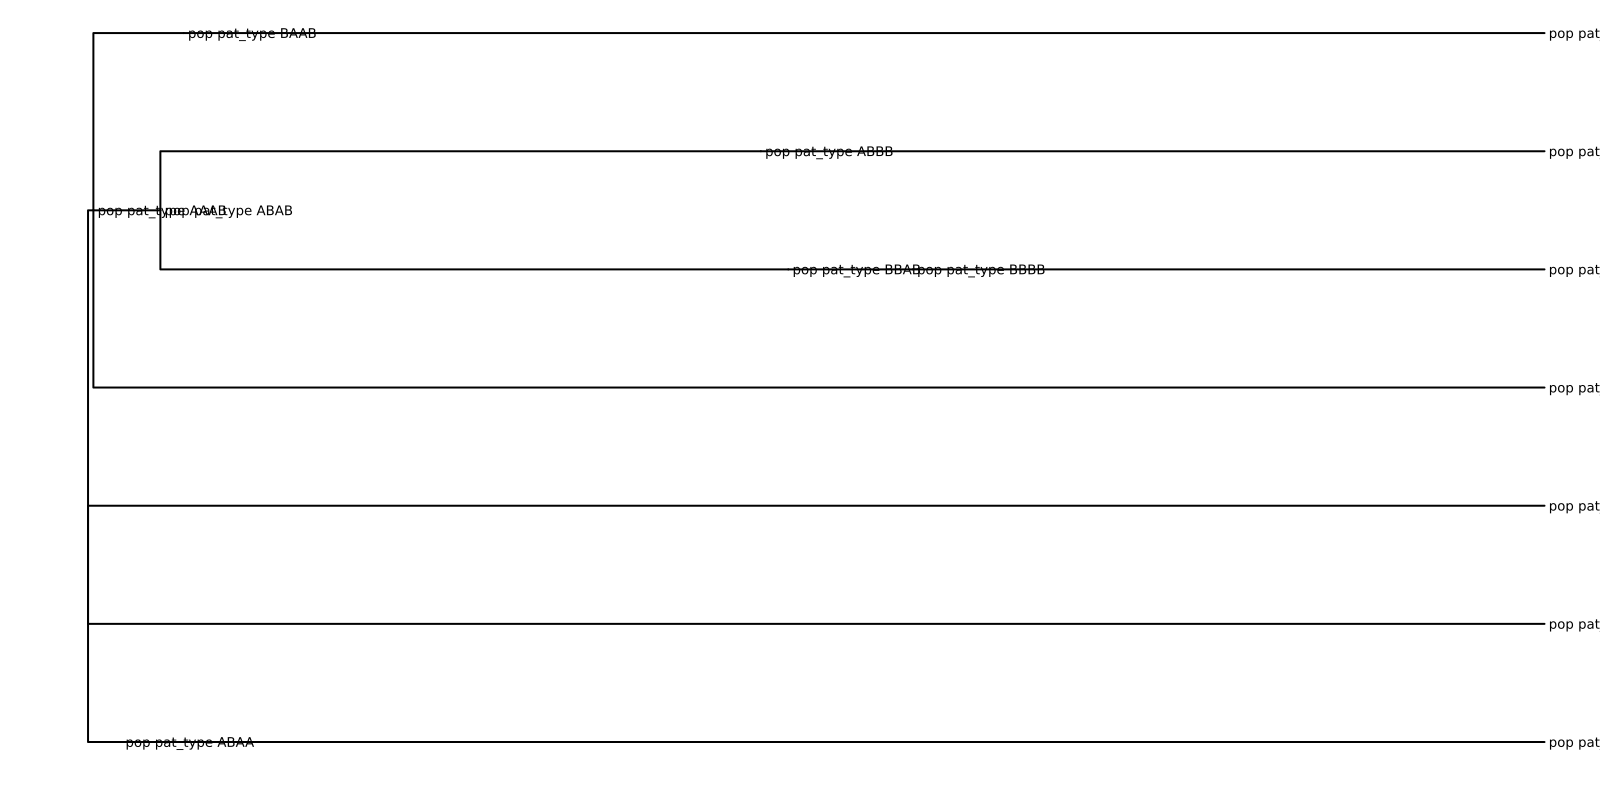 pop pat_type BAAB pop pat
pop pat_type ABBB pop pat
pop pat_type AAAB pop pat_type ABAB
pop pat_type BBAB pop pat_type BBBB pop pat
pop pat
pop pat
pop pat
pop pat_type ABAA pop pat